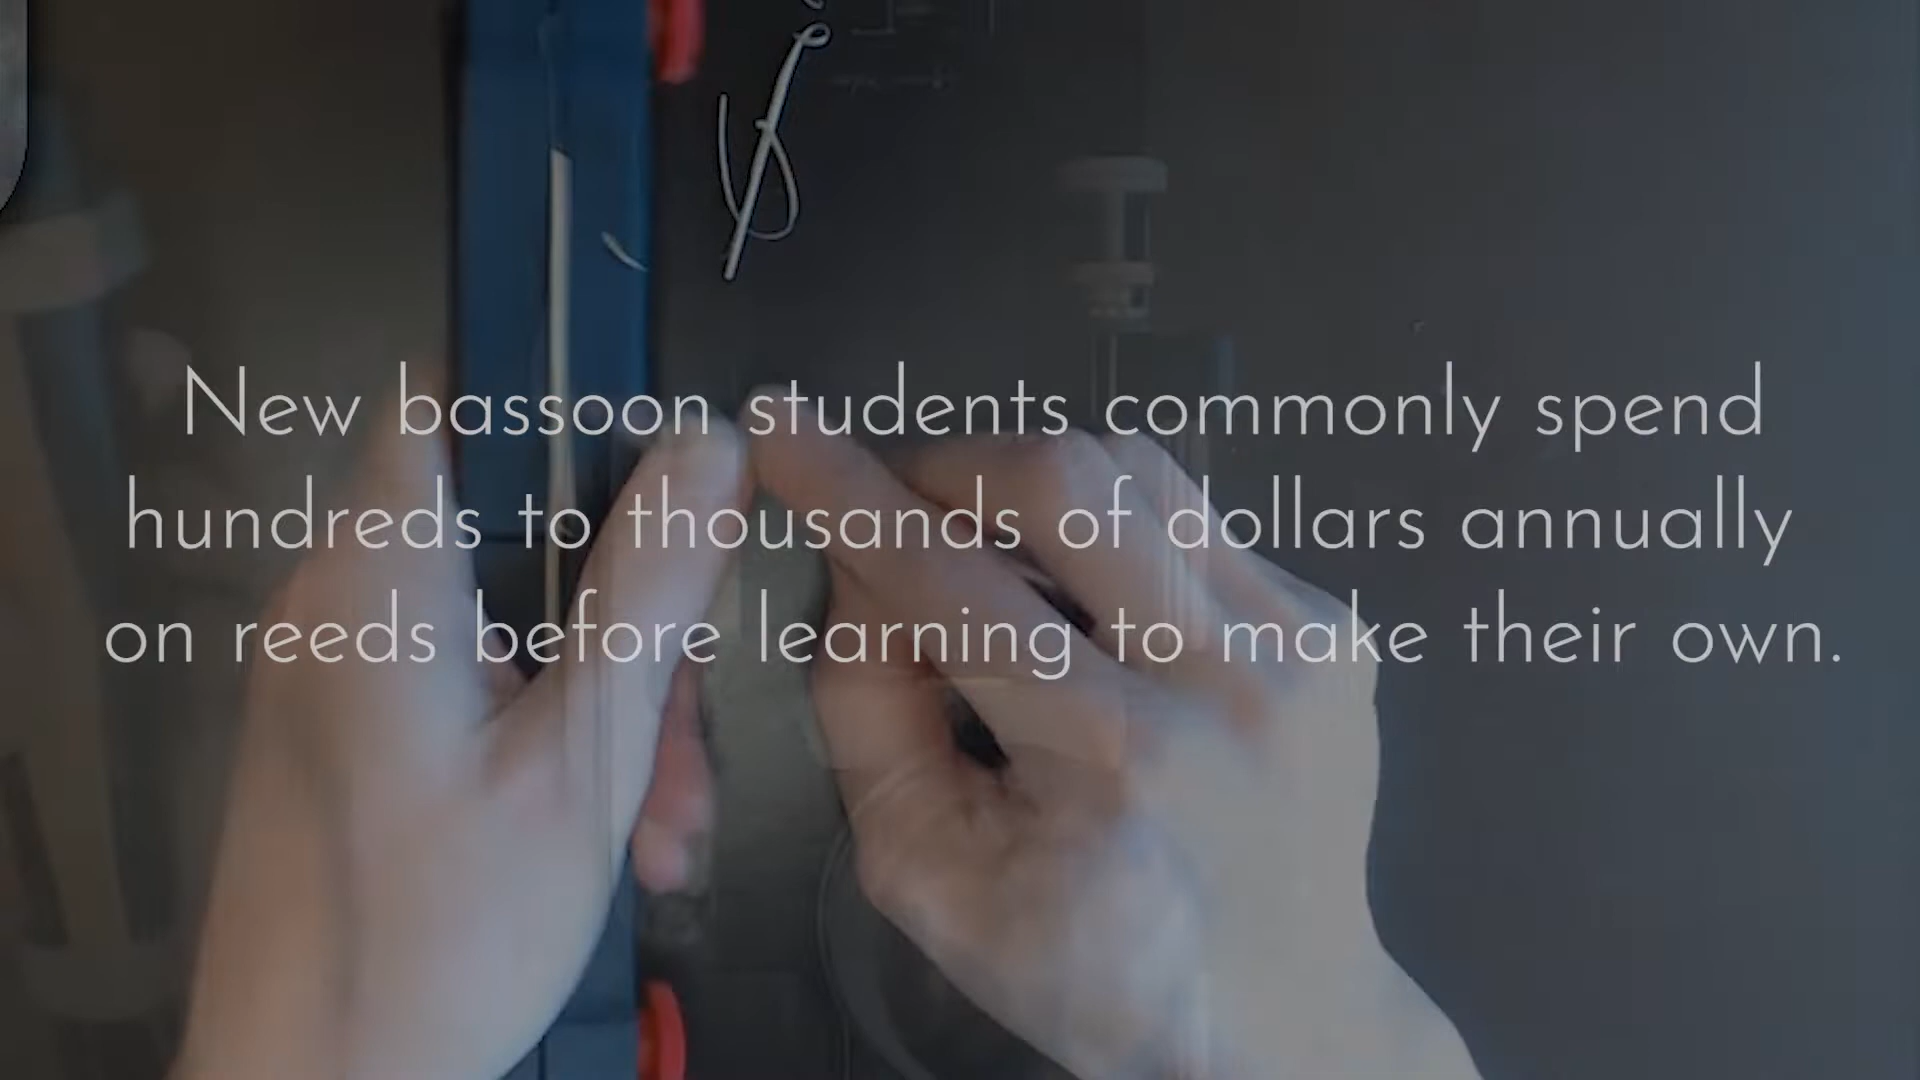 New bassoon students commonly spend
hundreds to thousands of dollars annually
on reeds before learning to make their own.